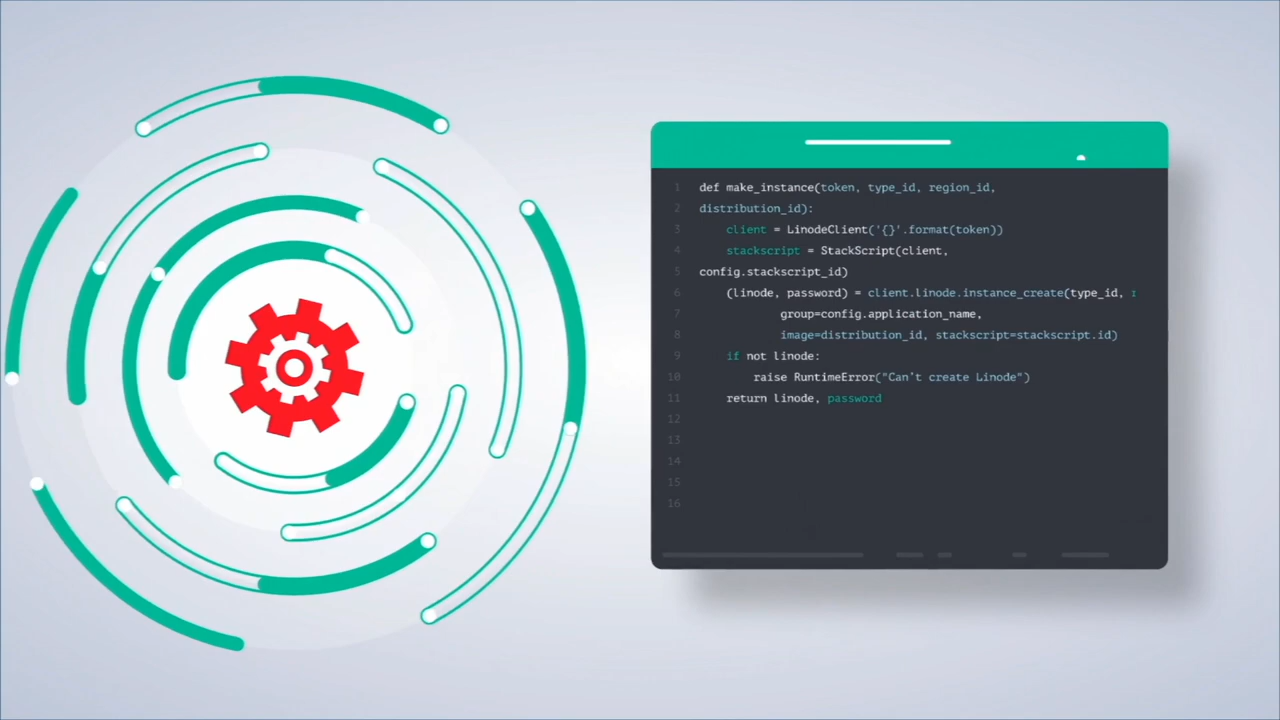 1 def make_instance(token, type_id, region_id,
2 distribution_id):
3 client = LinodeClient('{}'.format(token))
4 stackscript = StackScript(client,
5 config.stackscript_id)
6 (linode, password) = client.linode.instance_create(type_id,
7 group=config.application_name,
8 image=distribution_id, stackscript=stackscript.id)
9 if not linode:
10 raise RuntimeError("Can't create Linode")
11 return linode, password
12
13
14
15
16